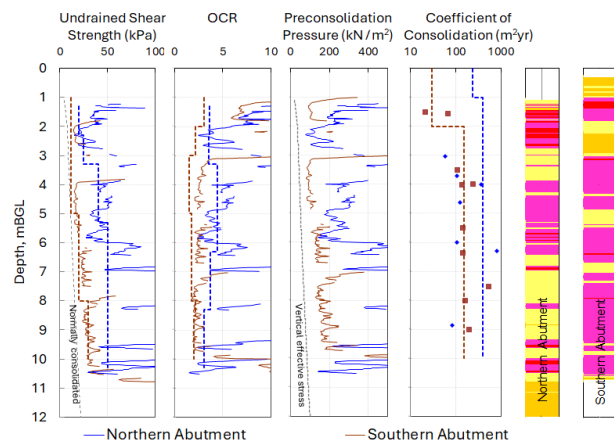 Undrained Shear
Strength (kPa)
OCR
Preconsolidation
Pressure (kN/m²)
Coefficient of
Consolidation (m²yr)
0 50 100
0 5 10
0 200 400
10 100 1000
Depth, mBGL
0
1
2
3
4
5
6
7
8
9
10
11
12
Normally consolidated
Vertical effective stress
Northern Abutment
Southern Abutment
Northern Abutment
Southern Abutment